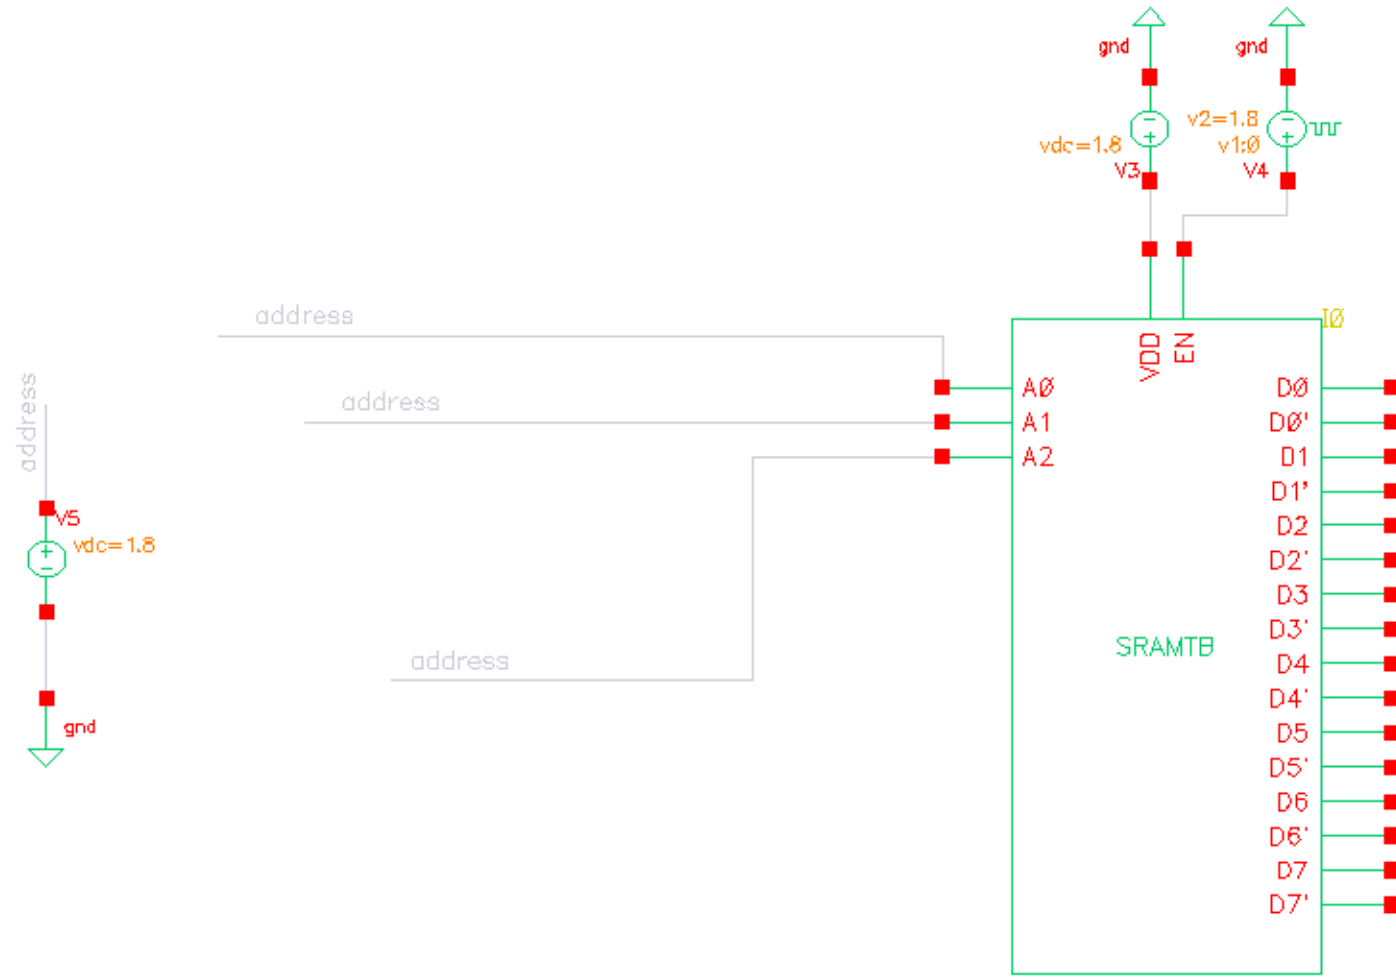 gnd
gnd
v2=1.8
vdc=1.8
v1:0
V3
V4
address
I0
VDD
EN
address
A0
D0
address
A1
D0'
A2
D1
D1'
V5
D2
vdc=1.8
D2'
D3
D3'
SRAMTB
address
D4
D4'
gnd
D5
D5'
D6
D6'
D7
D7'